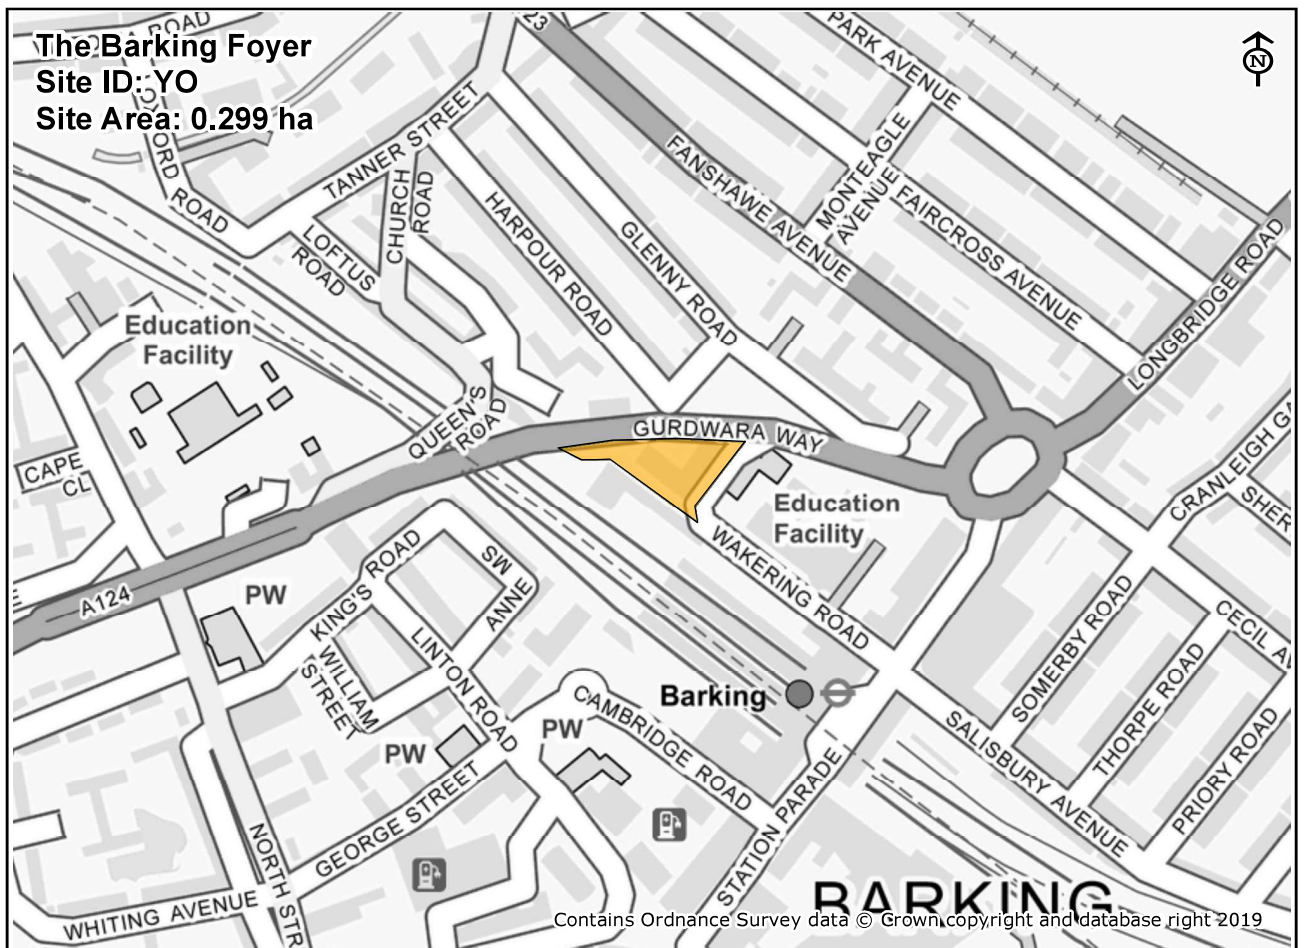 The Barking Foyer
Site ID: YO
Site Area: 0.299 ha
ROAD
N
PARK AVENUE
TANNER STREET
CHURCH
ROAD
LOFTUS
ROAD
HARPOUR ROAD
GLENNY ROAD
FANSHAWE AVENUE
MONTEAGLE
AVENUE
FAIRCROSS AVENUE
LONGBRIDGE ROAD
ROAD
Education
Facility
QUEEN'S
ROAD
GURDWARA WAY
CAPE
CL
Education
Facility
CRANLEIGH
WAKERING ROAD
A124
PW
KING'S ROAD
ANNE
WILLIAM
STREET
LINTON ROAD
PW
PW
CAMBRIDGE ROAD
Barking
SOMERBY ROAD
CECIL
THORPE ROAD
PRIORY ROAD
SALISBURY AVENUE
STATION PARADE
GEORGE STREET
NORTH STR
WHITING AVENUE
BARKING
Contains Ordnance Survey data © Crown copyright and database right 2019